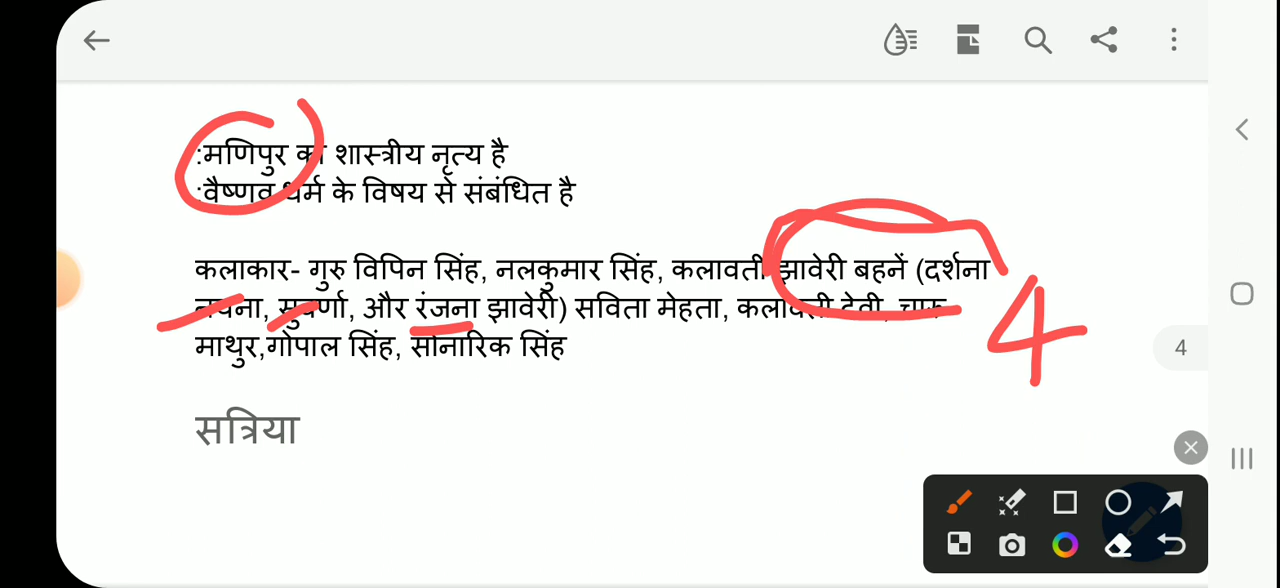 :मणिपुर का शास्त्रीय नृत्य है
:वैष्णव धर्म के विषय से संबंधित है
कलाकार- गुरु विपिन सिंह, नलकुमार सिंह, कलावती झावेरी बहनें (दर्शना
नयना, सुवर्णा, और रंजना झावेरी) सविता मेहता, कलावती देवी, चारु
4
माथुर,गोपाल सिंह, सोनारिक सिंह
4
सत्रिया